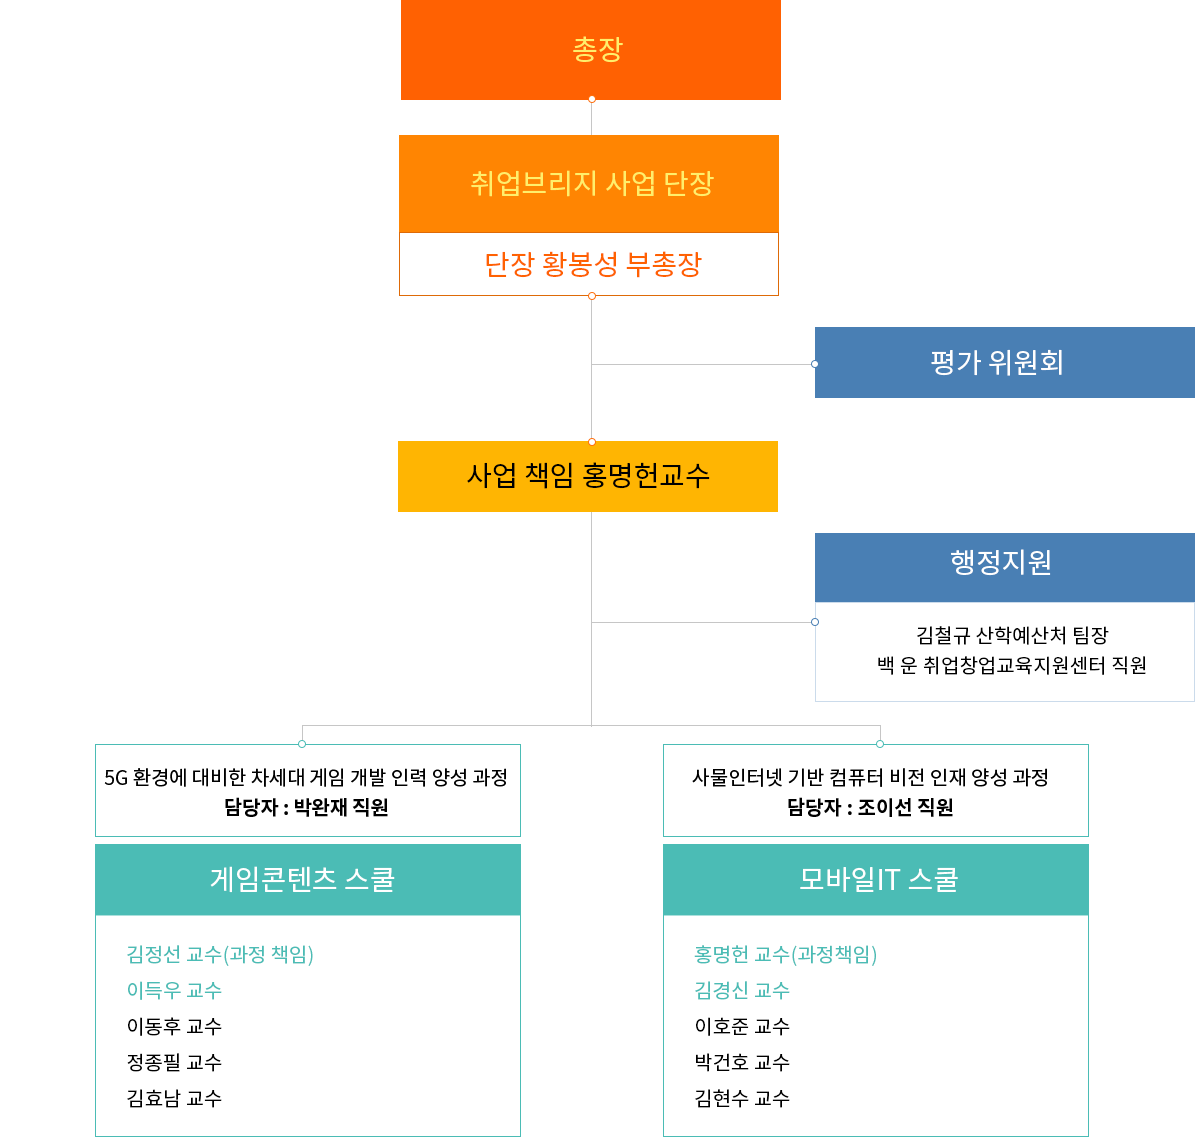 총장
취업브리지 사업 단장
단장 황봉성 부총장
평가 위원회
사업 책임 홍명헌교수
행정지원
김철규 산학예산처 팀장
백 운 취업창업교육지원센터 직원
5G 환경에 대비한 차세대 게임 개발 인력 양성 과정
담당자 : 박완재 직원
게임콘텐츠 스쿨
김정선 교수(과정 책임)
이득우 교수
이동후 교수
정종필 교수
김효남 교수
사물인터넷 기반 컴퓨터 비전 인재 양성 과정
담당자 : 조이선 직원
모바일IT 스쿨
홍명헌 교수(과정책임)
김경신 교수
이호준 교수
박건호 교수
김현수 교수